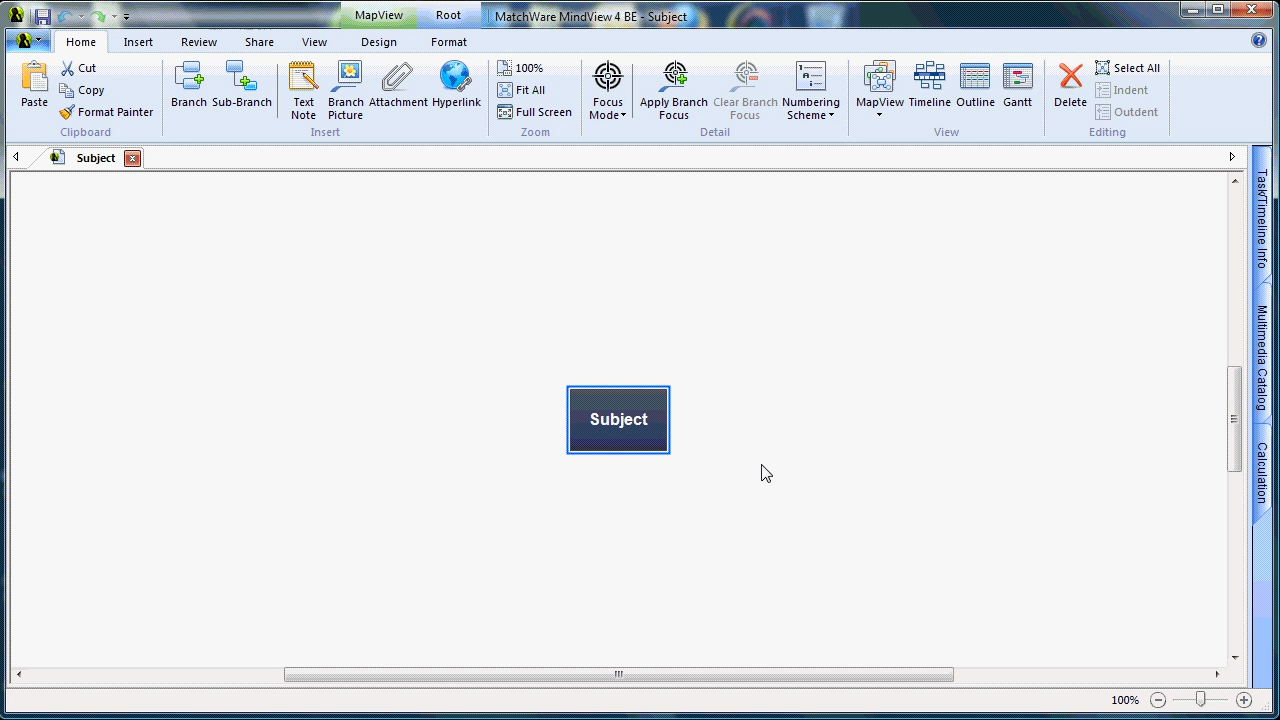 MapView Root MatchWare MindView 4 BE - Subject
Home Insert Review Share View Design Format
Paste Cut Copy Format Painter Clipboard
Branch Sub-Branch Text Note Branch Picture Attachment Hyperlink Insert
100% Fit All Full Screen Zoom
Focus Mode Apply Branch Focus Clear Branch Focus Numbering Scheme Detail
MapView Timeline Outline Gantt View
Delete Select All Indent Outdent Editing
Subject
Subject
Task/Timeline Info
Multimedia Catalog
Calculation
100%